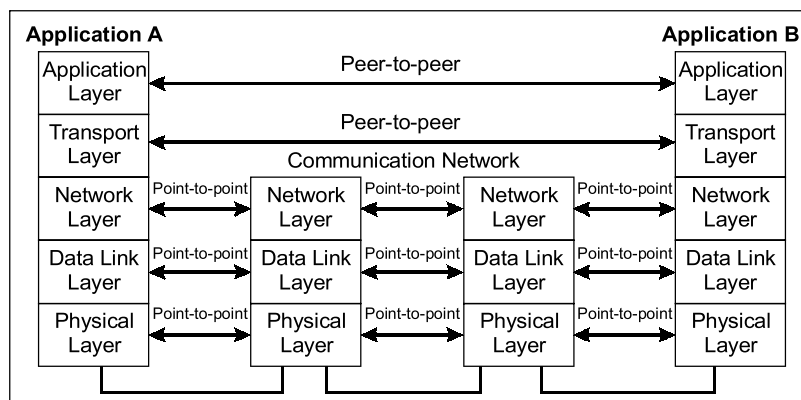 Application A
Application B
Application
Layer
Peer-to-peer
Application
Layer
Transport
Layer
Peer-to-peer
Transport
Layer
Communication Network
Network
Layer
Point-to-point
Network
Layer
Point-to-point
Network
Layer
Point-to-point
Network
Layer
Data Link
Layer
Point-to-point
Data Link
Layer
Point-to-point
Data Link
Layer
Point-to-point
Data Link
Layer
Physical
Layer
Point-to-point
Physical
Layer
Point-to-point
Physical
Layer
Point-to-point
Physical
Layer